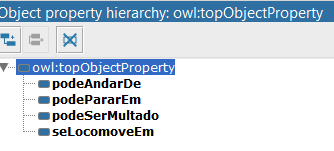 Object property hierarchy: owl:topObjectProperty
owl:topObjectProperty
podeAndarDe
podePararEm
podeSerMultado
seLocomoveEm